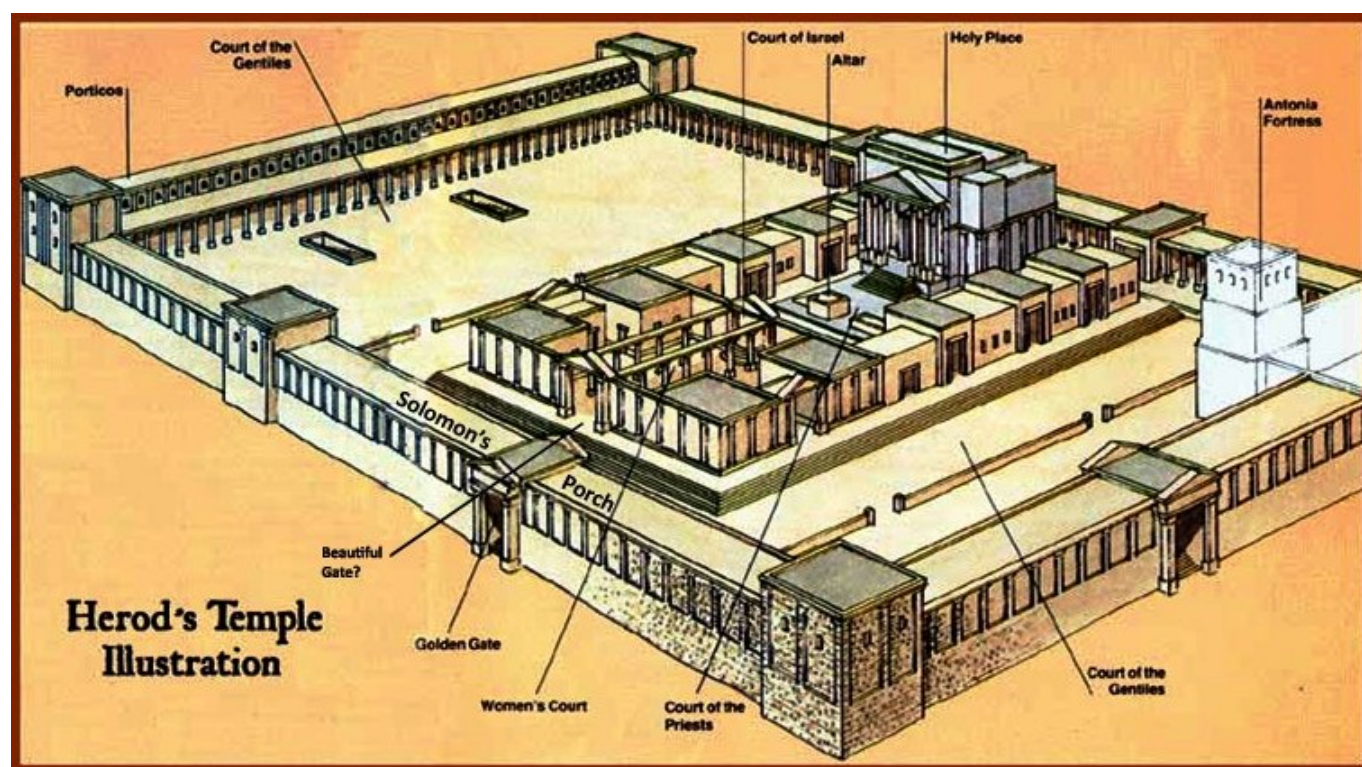 Court of the
Gentiles
Porticos
Court of Israel
Altar
Holy Place
Antonia
Fortress
Solomon's
Porch
Beautiful
Gate?
Herod's Temple
Illustration
Golden Gate
Women's Court
Court of the
Priests
Court of the
Gentiles